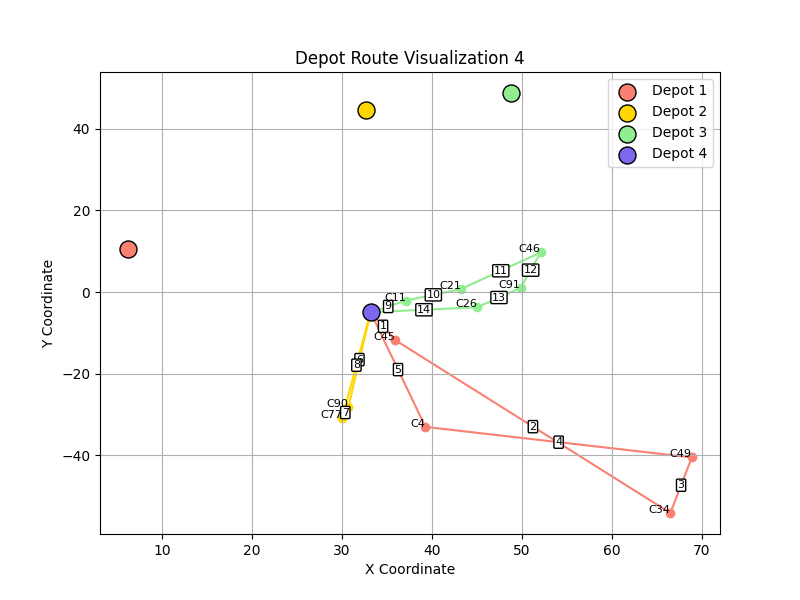 Depot Route Visualization 4
Depot 1
Depot 2
Depot 3
Depot 4
Y Coordinate
40
20
0
−20
−40
C46
11
12
C21
C91
C11
10
13
9
C26
14
1
C45
6
8
5
C90
C77
7
C4
2
4
C49
3
C34
10
20
30
40
50
60
70
X Coordinate